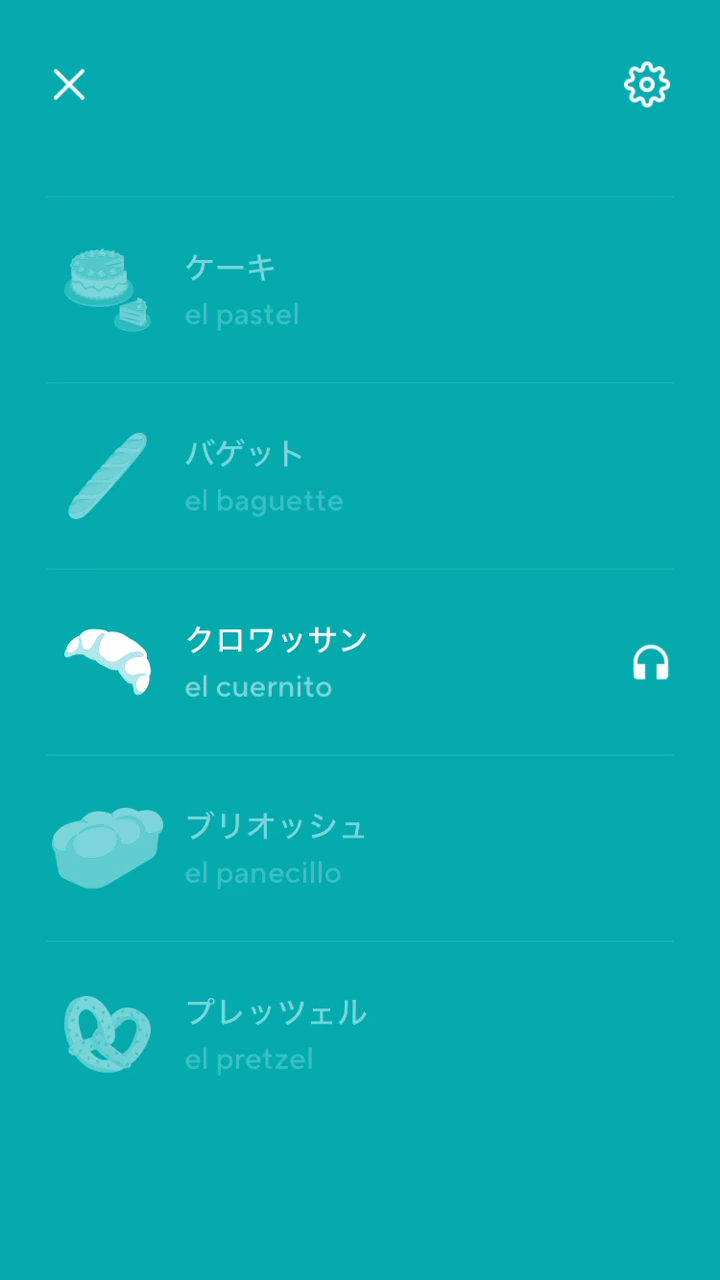 ケーキ
el pastel
バゲット
el baguette
クロワッサン
el cuernito
ブリオッシュ
el panecillo
プレッツェル
el pretzel